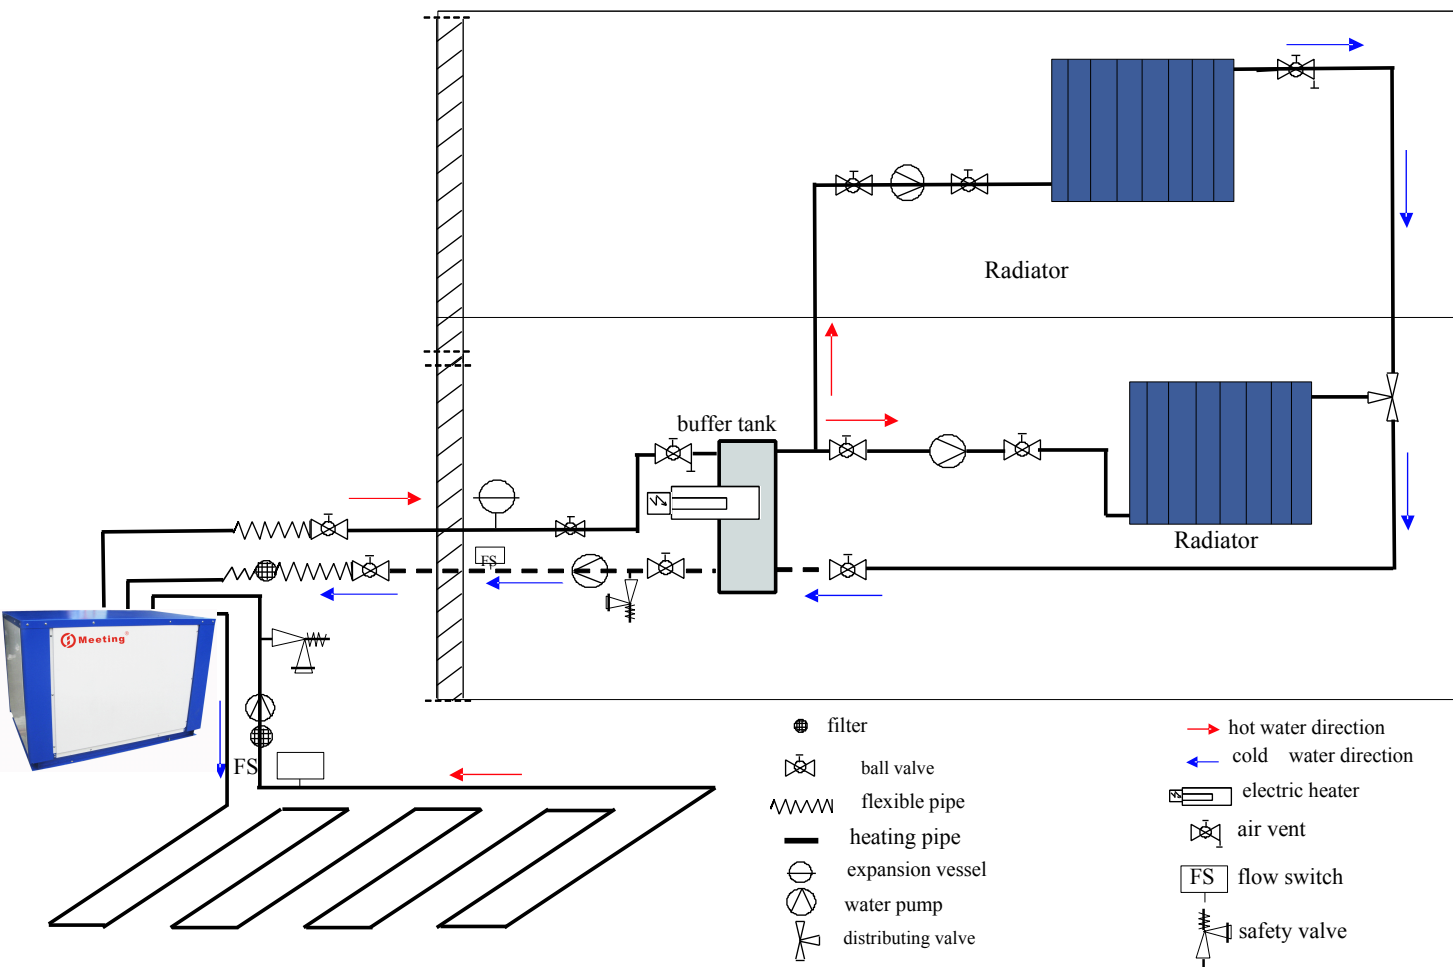 Radiator
buffer tank
FS
Radiator
Meeting®
FS
filter
ball valve
flexible pipe
heating pipe
expansion vessel
water pump
distributing valve
hot water direction
cold water direction
electric heater
air vent
FS flow switch
safety valve